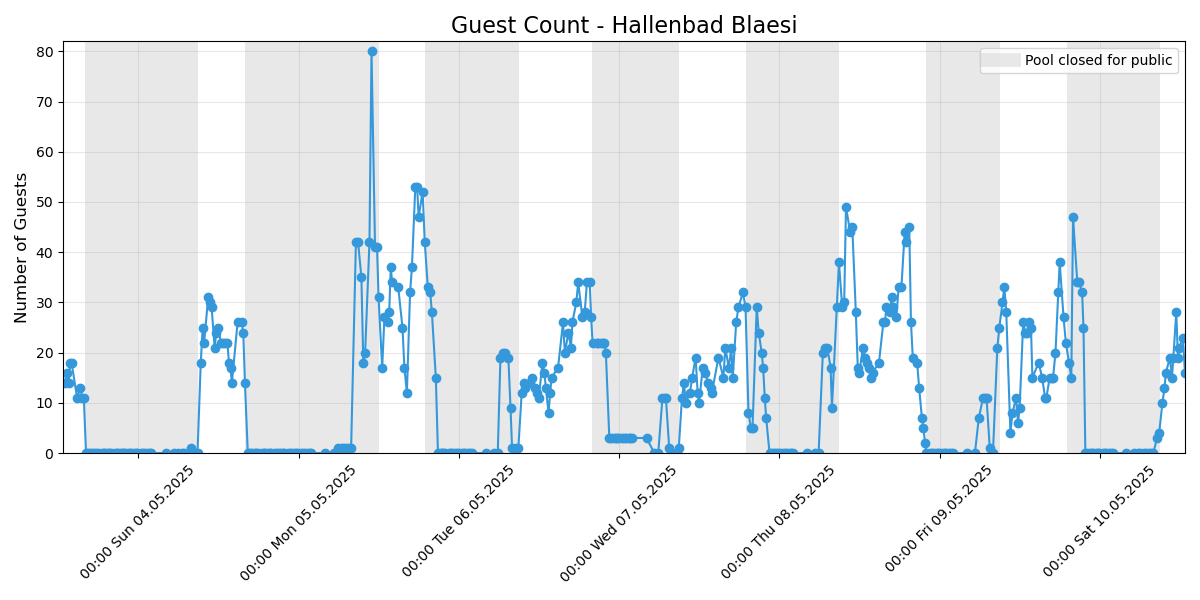 Guest Count - Hallenbad Blaesi
Pool closed for public
Number of Guests
80
70
60
50
40
30
20
10
0
00:00 Sun 04.05.2025
00:00 Mon 05.05.2025
00:00 Tue 06.05.2025
00:00 Wed 07.05.2025
00:00 Thu 08.05.2025
00:00 Fri 09.05.2025
00:00 Sat 10.05.2025